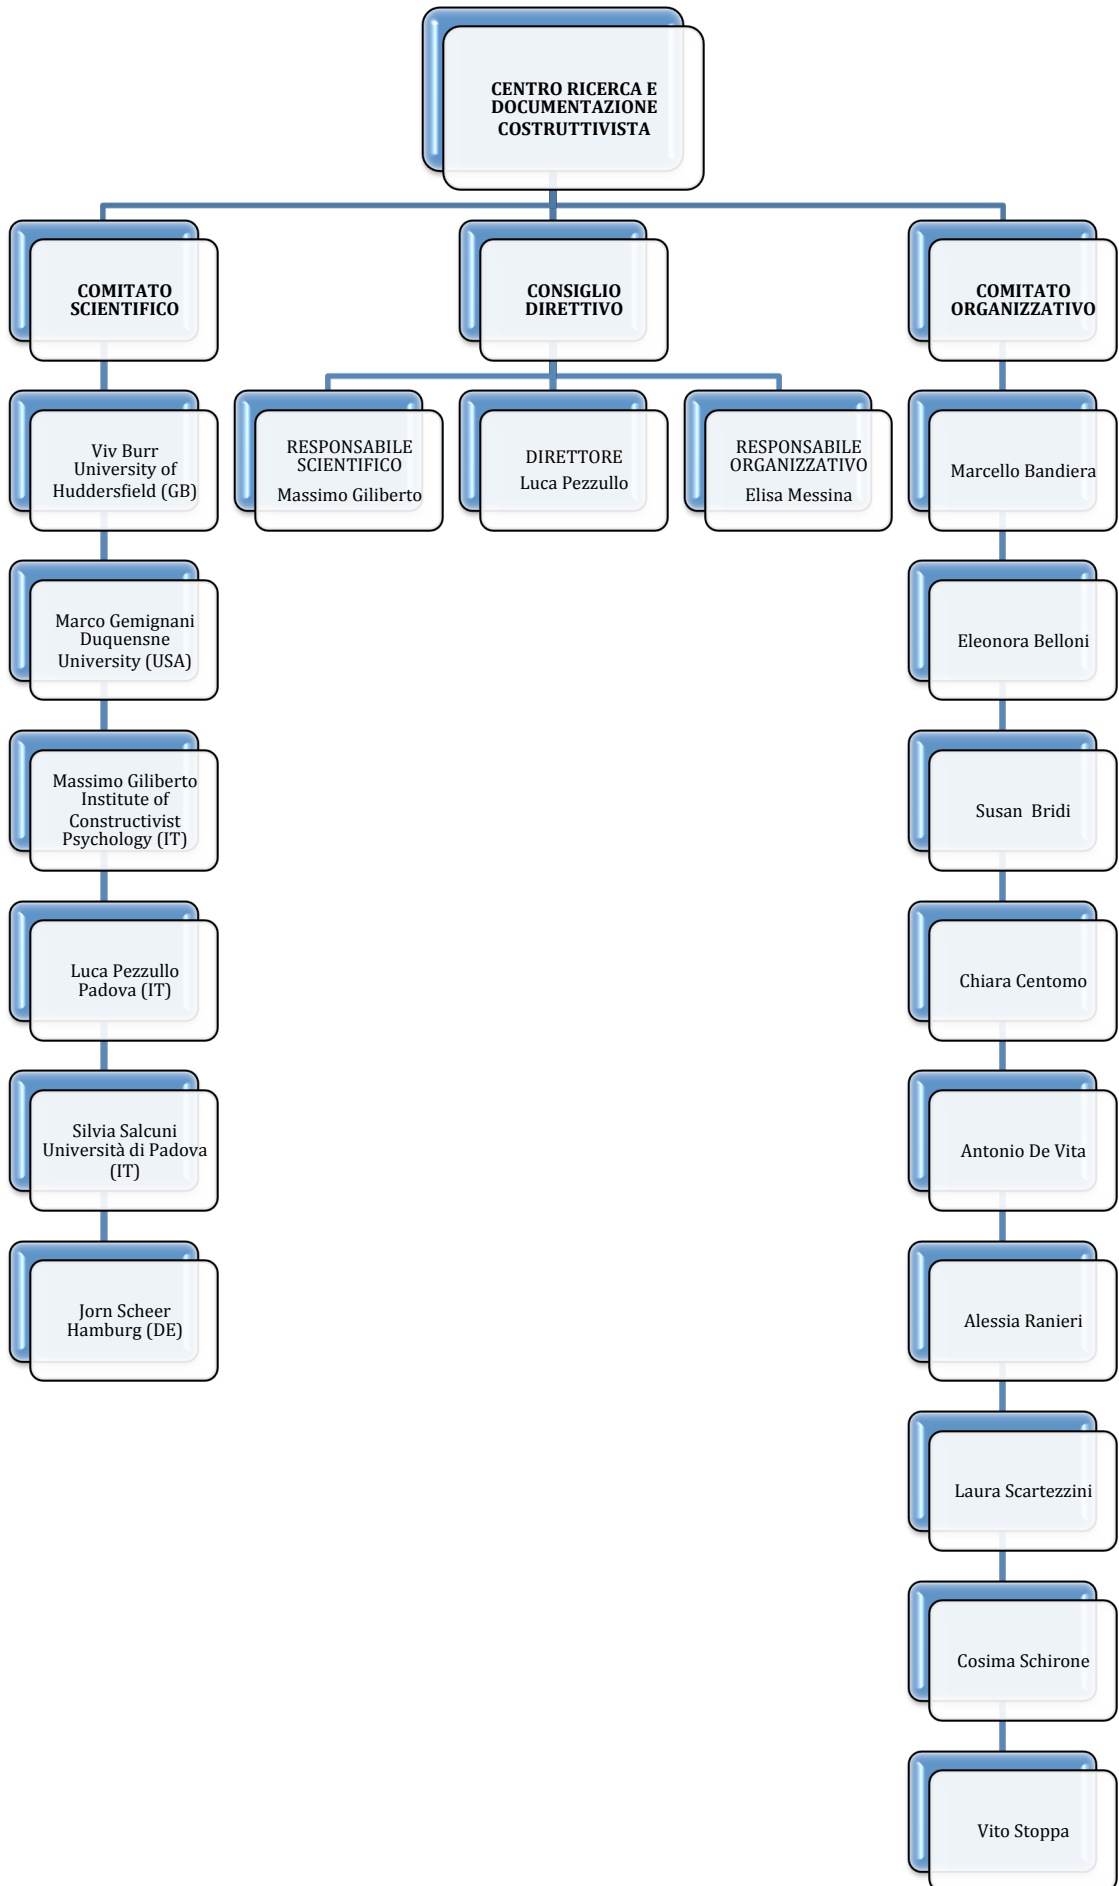 CENTRO RICERCA E
DOCUMENTAZIONE
COSTRUTTIVISTA
COMITATO
SCIENTIFICO
CONSIGLIO
DIRETTIVO
COMITATO
ORGANIZZATIVO
Viv Burr
University of
Huddersfield (GB)
RESPONSABILE
SCIENTIFICO
Massimo Giliberto
DIRETTORE
Luca Pezzullo
RESPONSABILE
ORGANIZZATIVO
Elisa Messina
Marcello Bandiera
Marco Gemignani
Duquensne
University (USA)
Eleonora Belloni
Massimo Giliberto
Institute of
Constructivist
Psychology (IT)
Susan Bridi
Luca Pezzullo
Padova (IT)
Chiara Centomo
Silvia Salcuni
Università di Padova
(IT)
Antonio De Vita
Jorn Scheer
Hamburg (DE)
Alessia Ranieri
Laura Scartezzini
Cosima Schirone
Vito Stoppa